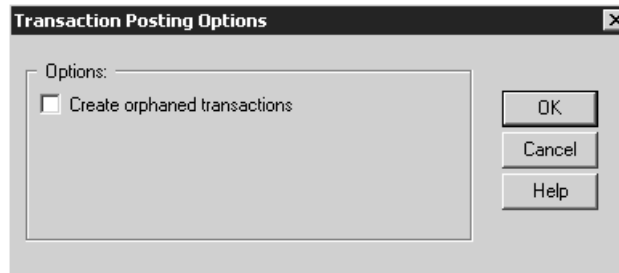 Transaction Posting Options
Options:
Create orphaned transactions
OK
Cancel
Help